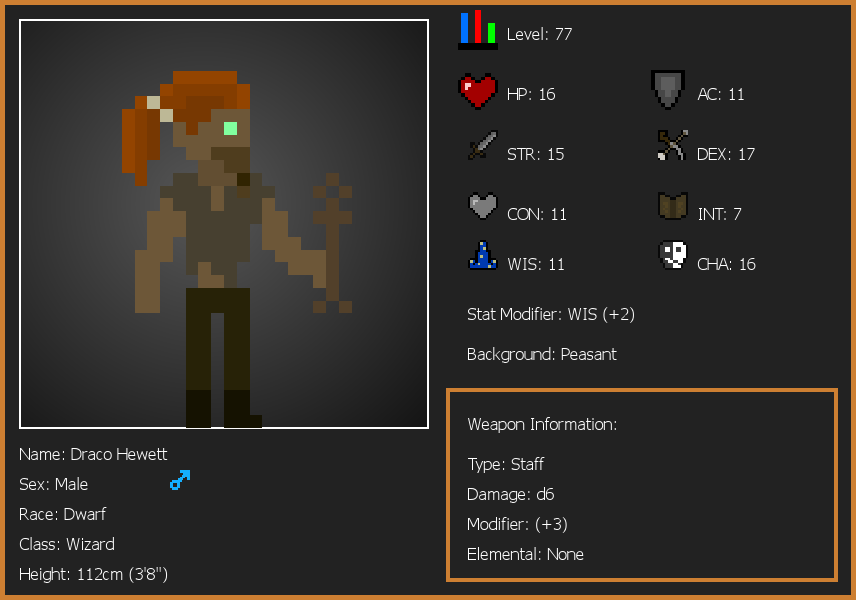 Level: 77
HP: 16
AC: 11
STR: 15
DEX: 17
CON: 11
INT: 7
WIS: 11
CHA: 16
Stat Modifier: WIS (+2)
Background: Peasant
Weapon Information:
Type: Staff
Damage: d6
Modifier: (+3)
Elemental: None
Name: Draco Hewett
Sex: Male
Race: Dwarf
Class: Wizard
Height: 112cm (3'8")